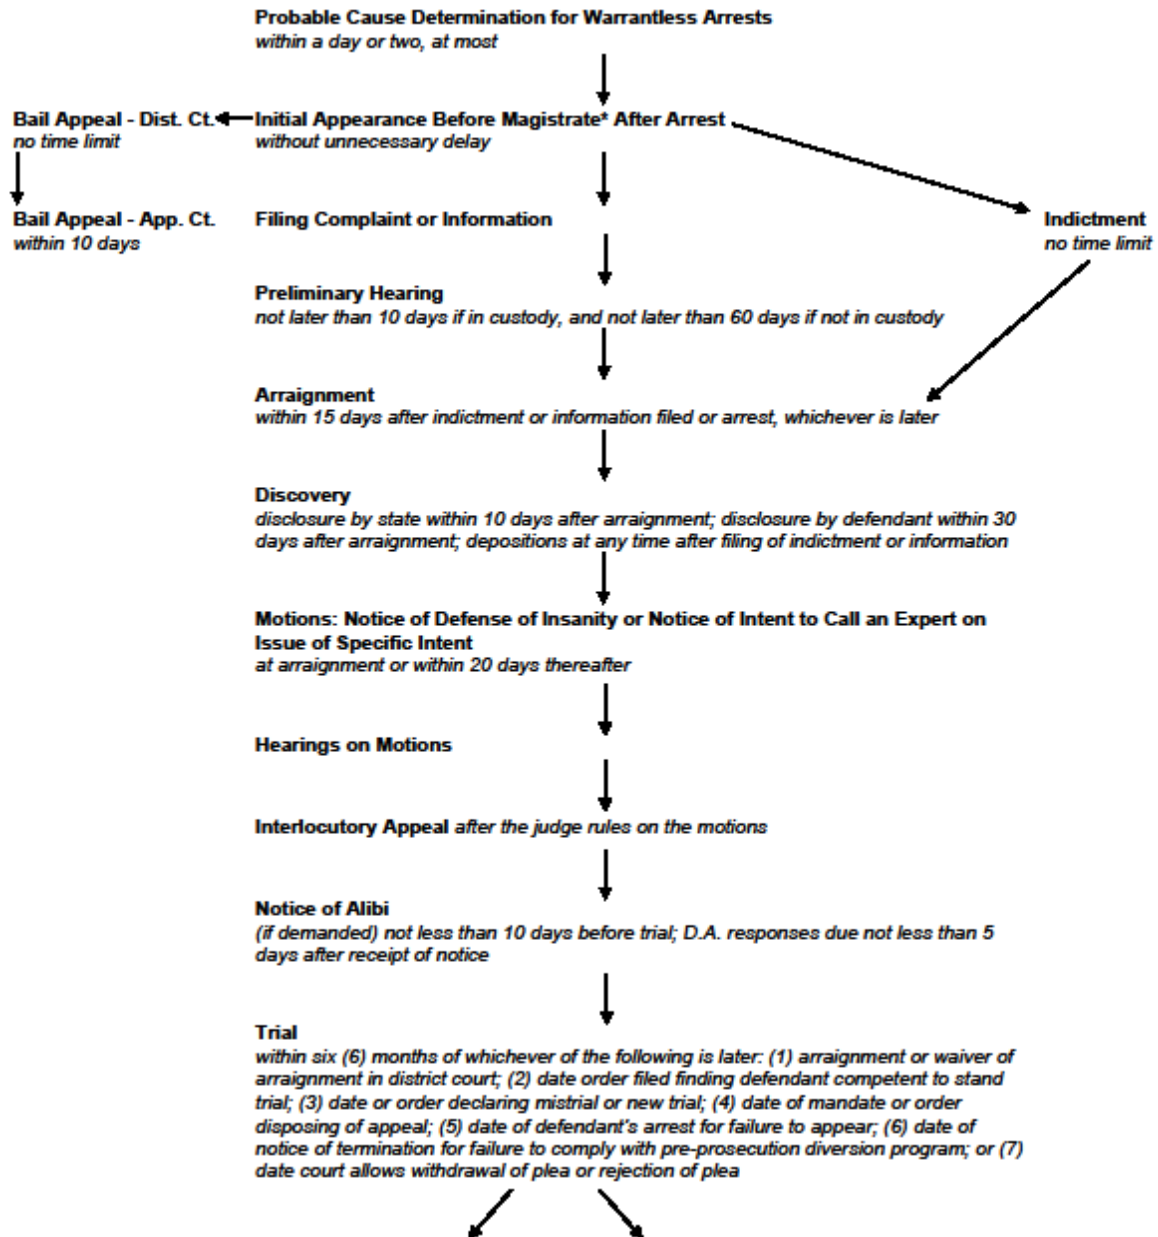 Probable Cause Determination for Warrantless Arrests
within a day or two, at most
Bail Appeal - Dist. Ct.
no time limit
Initial Appearance Before Magistrate* After Arrest
without unnecessary delay
Bail Appeal - App. Ct.
within 10 days
Filing Complaint or Information
Indictment
no time limit
Preliminary Hearing
not later than 10 days if in custody, and not later than 60 days if not in custody
Arraignment
within 15 days after indictment or information filed or arrest, whichever is later
Discovery
disclosure by state within 10 days after arraignment; disclosure by defendant within 30
days after arraignment; depositions at any time after filing of indictment or information
Motions: Notice of Defense of Insanity or Notice of Intent to Call an Expert on
Issue of Specific Intent
at arraignment or within 20 days thereafter
Hearings on Motions
Interlocutory Appeal after the judge rules on the motions
Notice of Alibi
(if demanded) not less than 10 days before trial; D.A. responses due not less than 5
days after receipt of notice
Trial
within six (6) months of whichever of the following is later: (1) arraignment or waiver of
arraignment in district court; (2) date order filed finding defendant competent to stand
trial; (3) date or order declaring mistrial or new trial; (4) date of mandate or order
disposing of appeal; (5) date of defendant's arrest for failure to appear; (6) date of
notice of termination for failure to comply with pre-prosecution diversion program; or (7)
date court allows withdrawal of plea or rejection of plea